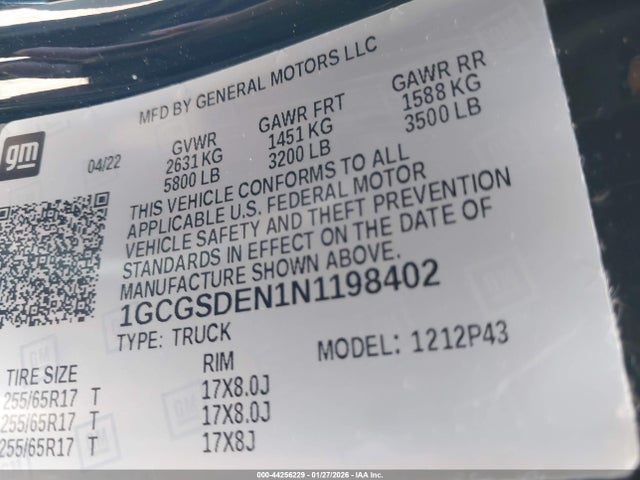 MFD BY GENERAL MOTORS LLC
gm
04/22
GVWR
2631 KG
5800 LB
GAWR FRT
1451 KG
3200 LB
GAWR RR
1588 KG
3500 LB
THIS VEHICLE CONFORMS TO ALL
APPLICABLE U.S. FEDERAL MOTOR
VEHICLE SAFETY AND THEFT PREVENTION
STANDARDS IN EFFECT ON THE DATE OF
MANUFACTURE SHOWN ABOVE.
1GCGSDEN1N1198402
TYPE: TRUCK
MODEL: 1212P43
TIRE SIZE
RIM
255/65R17 T
17X8.0J
255/65R17 T
17X8.0J
255/65R17 T
17X8J
000-44256229 - 01/27/2026 - IAA Inc.